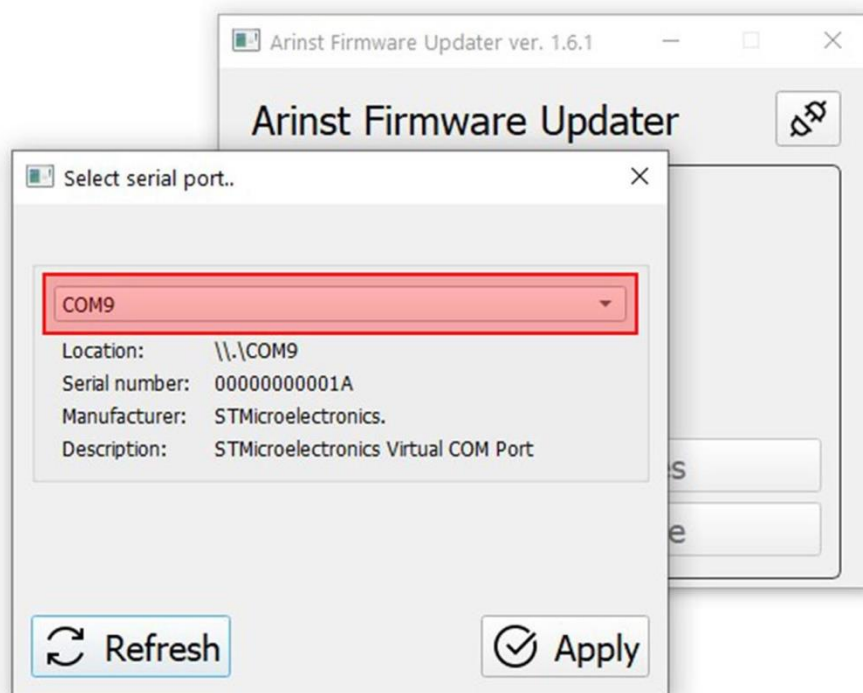 Arinst Firmware Updater ver. 1.6.1
Arinst Firmware Updater
Select serial port..
COM9
Location: \\.\COM9
Serial number: 00000000001A
Manufacturer: STMicroelectronics.
Description: STMicroelectronics Virtual COM Port
Refresh
Apply